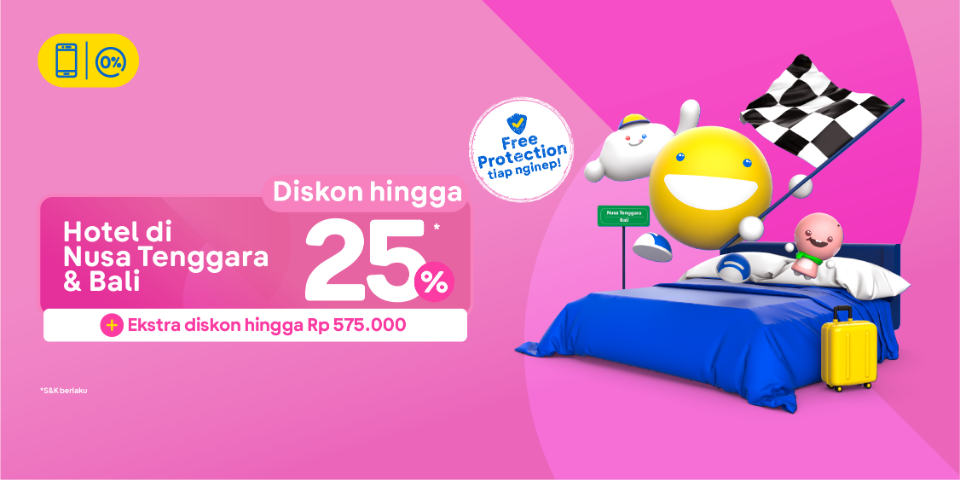 0%
Free
Protection
tiap nginep!
Diskon hingga
Hotel di
Nusa Tenggara
& Bali
25%*
+ Ekstra diskon hingga Rp 575.000
*S&K berlaku
Nusa Tenggara
Bali